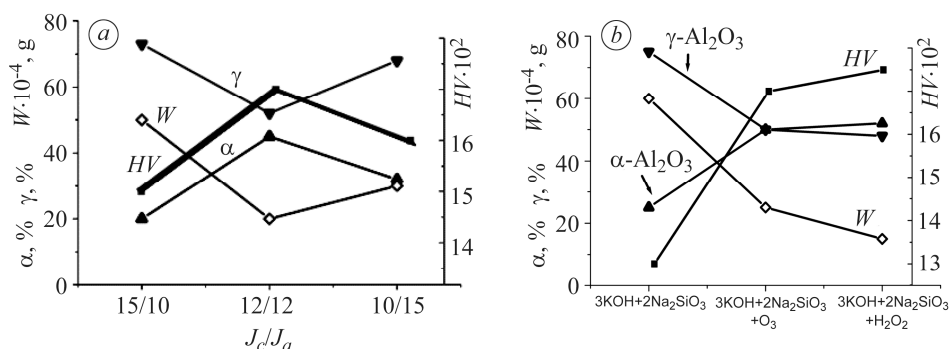 a
α, % γ, % W·10⁻⁴, g
80
60
40
20
0
γ
W
HV
α
HV·10²
16
15
14
15/10
12/12
10/15
J_c/J_a
b
α, % γ, % W·10⁻⁴, g
80
60
40
20
0
γ-Al₂O₃
HV
α-Al₂O₃
W
HV·10²
16
15
14
13
3KOH+2Na₂SiO₃
3KOH+2Na₂SiO₃
+O₃
3KOH+2Na₂SiO₃
+H₂O₂